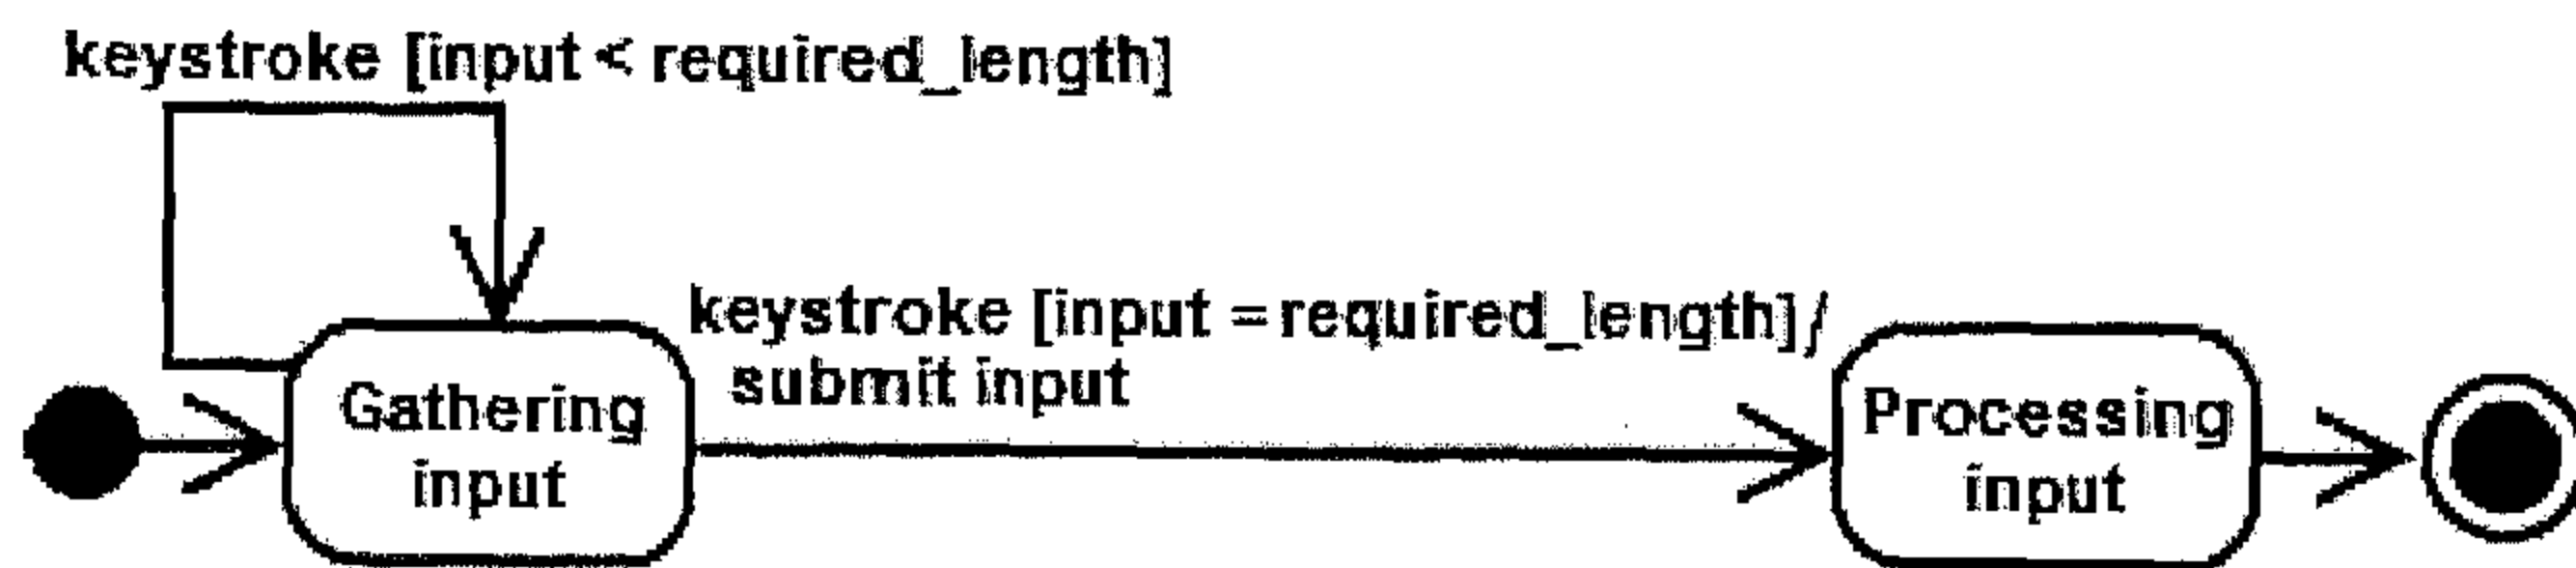 keystroke [input < required_length]
keystroke [input = required_length]/
submit input
Gathering
input
Processing
input